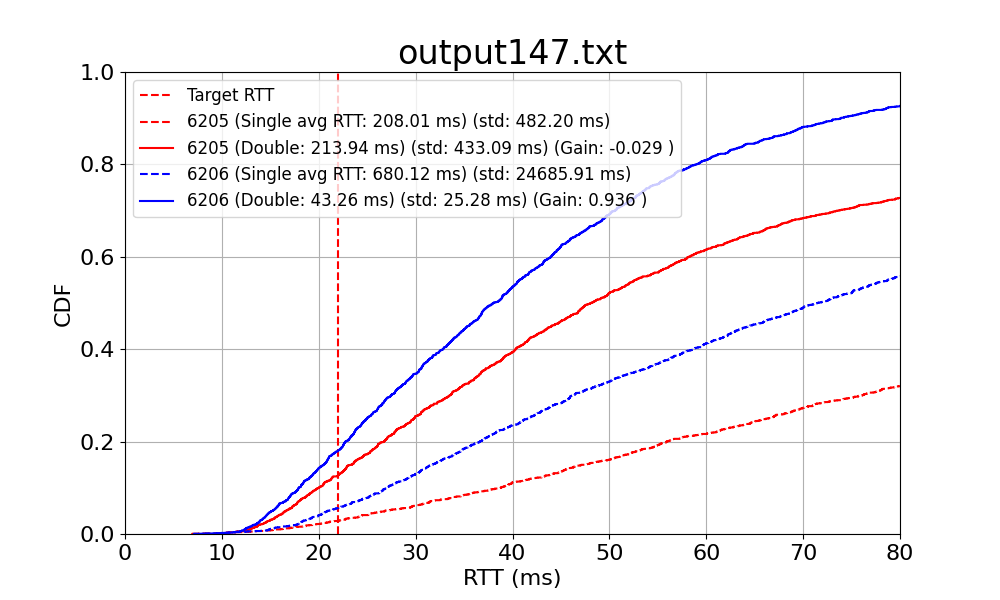 output147.txt
1.0
Target RTT
6205 (Single avg RTT: 208.01 ms) (std: 482.20 ms)
6205 (Double: 213.94 ms) (std: 433.09 ms) (Gain: -0.029 )
6206 (Single avg RTT: 680.12 ms) (std: 24685.91 ms)
6206 (Double: 43.26 ms) (std: 25.28 ms) (Gain: 0.936 )
0.8
0.6
0.4
0.2
0.0
CDF
0 10 20 30 40 50 60 70 80
RTT (ms)